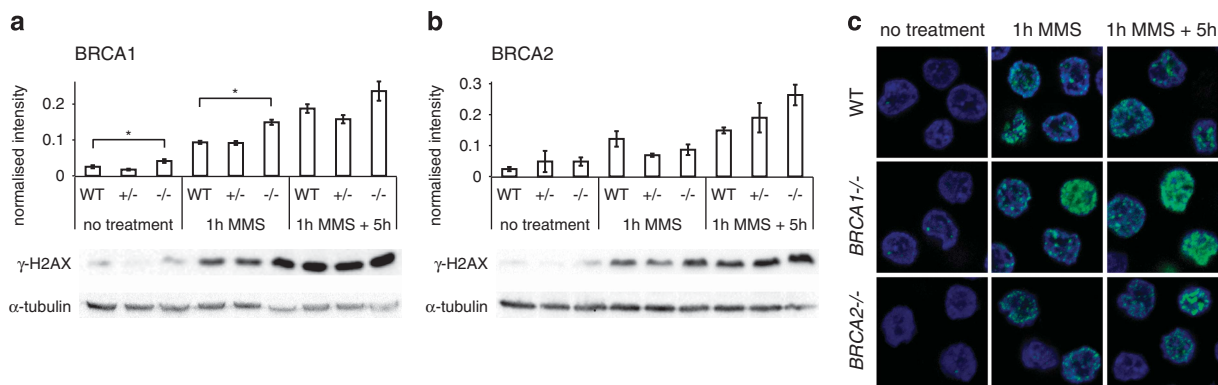 a
BRCA1
normalised intensity
0.2
0.1
0
*
*
WT +/- -/- WT +/- -/- WT +/- -/-
no treatment 1h MMS 1h MMS + 5h
γ-H2AX
α-tubulin
b
BRCA2
normalised intensity
0.3
0.2
0.1
0
WT +/- -/- WT +/- -/- WT +/- -/-
no treatment 1h MMS 1h MMS + 5h
γ-H2AX
α-tubulin
c
no treatment 1h MMS 1h MMS + 5h
WT
BRCA1-/-
BRCA2-/-